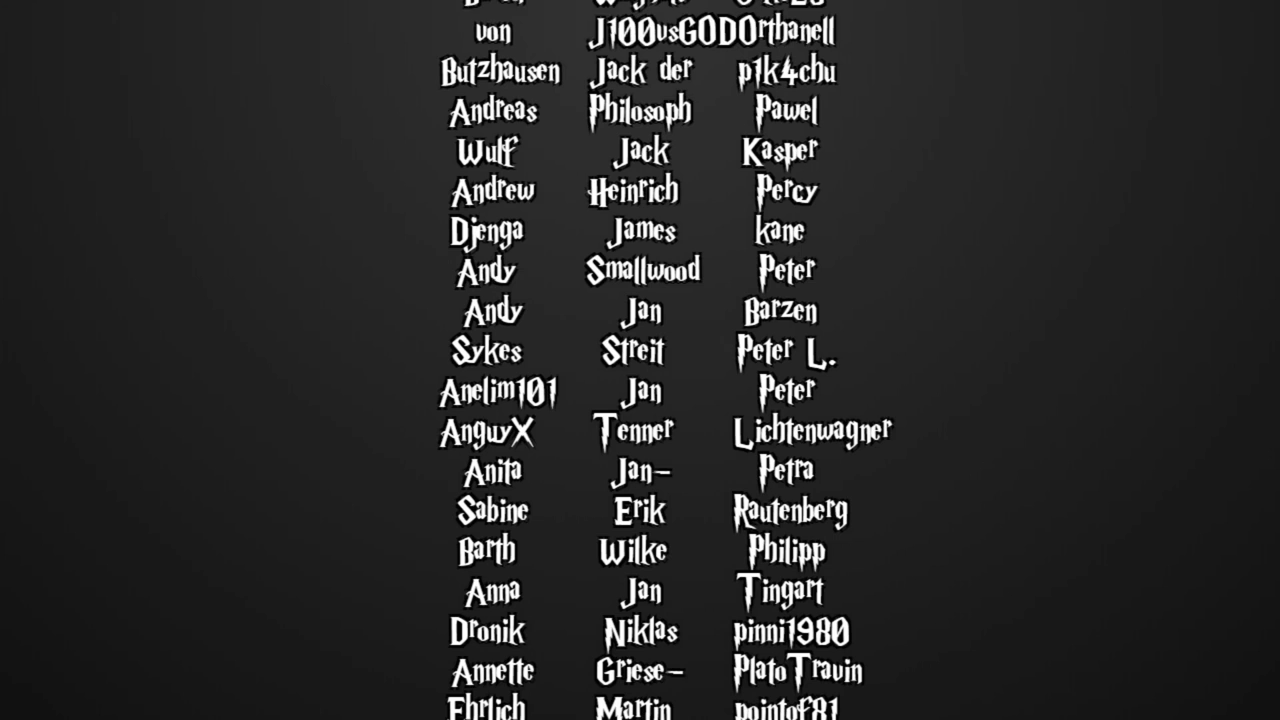 von J100vsGODOrthanell
Butzhausen Jack der p1k4chu
Andreas Philosoph Pawel
Wulf Jack Kasper
Andrew Heinrich Percy
Djenga James kane
Andy Smallwood Peter
Andy Jan Barzen
Sykes Streit Peter L.
Anelim101 Jan Peter
AnguyX Tenner Lichtenwagner
Anita Jan- Petra
Sabine Erik Rautenberg
Barth Wilke Philipp
Anna Jan Tingart
Dronik Niklas pinni1980
Annette Griese- PlatoTravin
Ehrlich Martin pointof81